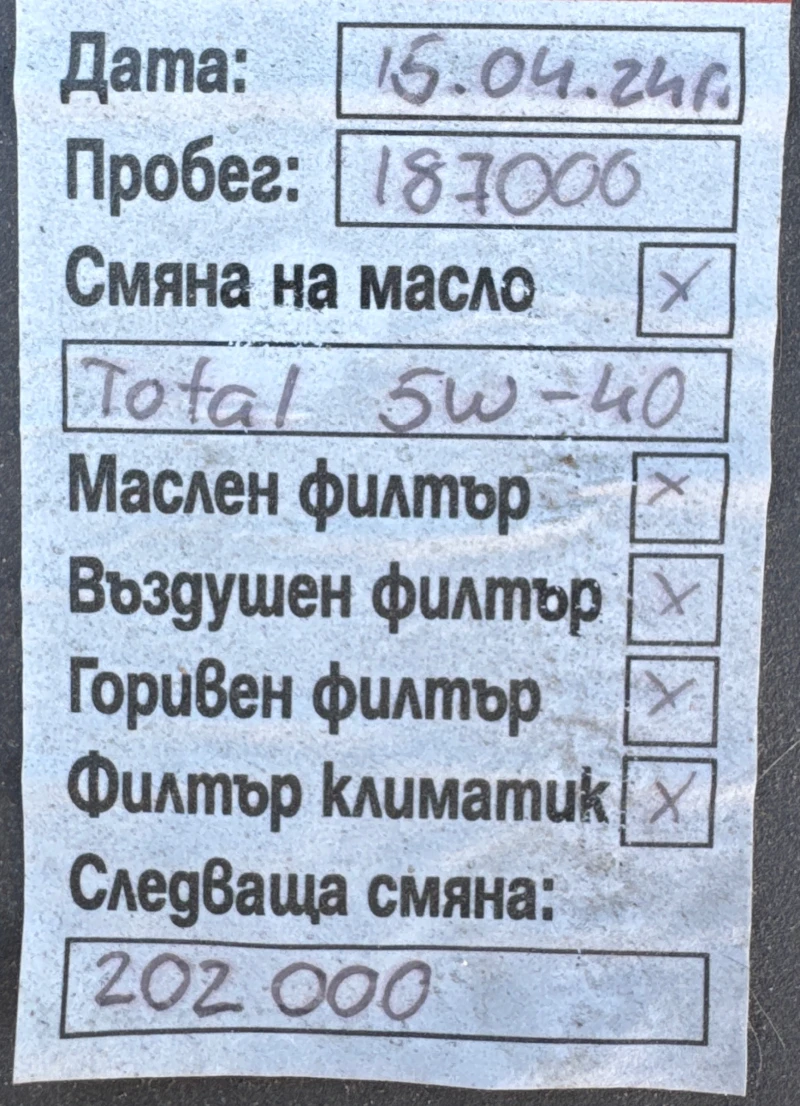 Дата: 15.04.24г.
Пробег: 187000
Смяна на масло X
Total 5W-40
Маслен филтър X
Въздушен филтър X
Горивен филтър X
Филтър климатик X
Следваща смяна:
202 000